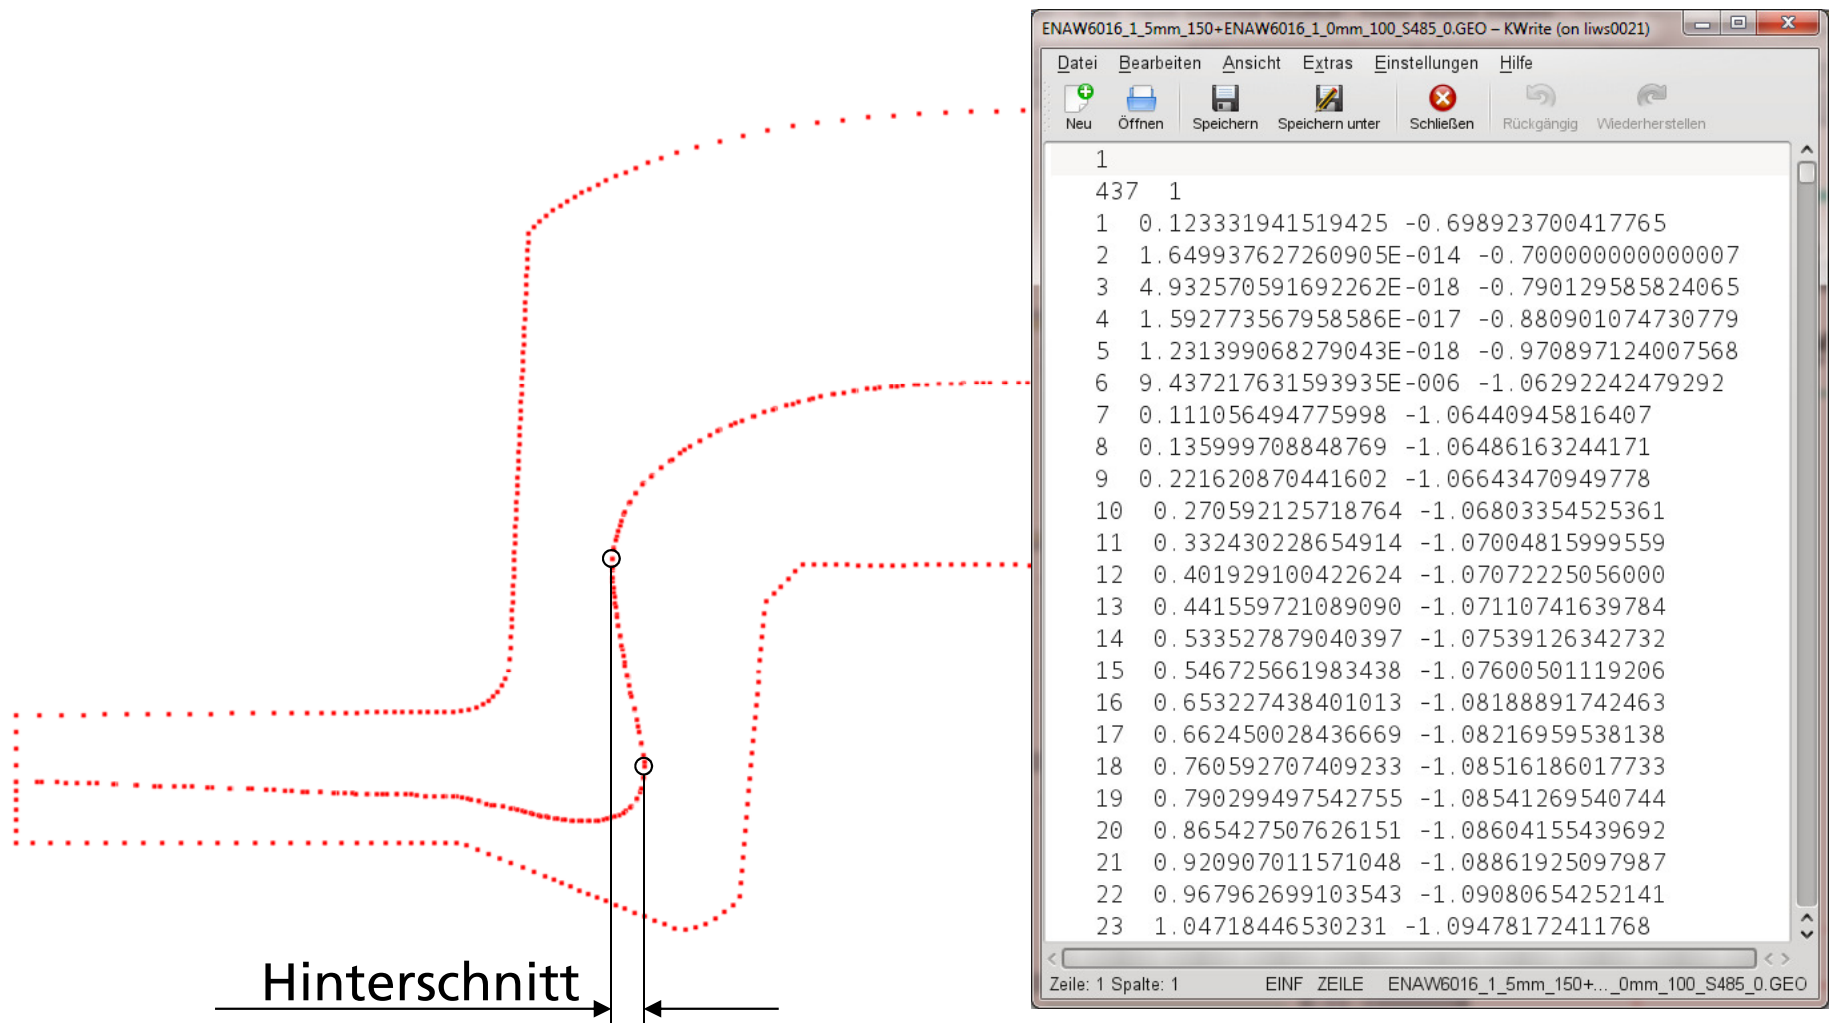 ENAW6016_1_5mm_150+ENAW6016_1_0mm_100_S485_0.GEO – KWrite (on liws0021)
Datei Bearbeiten Ansicht Extras Einstellungen Hilfe
Neu Öffnen Speichern Speichern unter Schließen Rückgängig Wiederherstellen
1
437 1
1 0.123331941519425 -0.698923700417765
2 1.6499376272609​05E-014 -0.700000000000007
3 4.932570591692262E-018 -0.790129585824065
4 1.592773567958586E-017 -0.880901074730779
5 1.231399068279043E-018 -0.970897124007568
6 9.437217631593935E-006 -1.06292242479292
7 0.111056494775998 -1.06440945816407
8 0.135999708848769 -1.06486163244171
9 0.221620870441602 -1.06643470949778
10 0.270592125718764 -1.06803354525361
11 0.332430228654914 -1.07004815999559
12 0.401929100422624 -1.07072225056000
13 0.441559721089090 -1.07110741639784
14 0.533527879040397 -1.07539126342732
15 0.546725661983438 -1.07600501119206
16 0.653227438401013 -1.08188891742463
17 0.662450028436669 -1.08216959538138
18 0.760592707409233 -1.08516186017733
19 0.790299497542755 -1.08541269540744
20 0.865427507626151 -1.08604155439692
21 0.920907011571048 -1.08861925097987
22 0.967962699103543 -1.09080654252141
23 1.04718446530231 -1.09478172411768
Zeile: 1 Spalte: 1 EINF ZEILE ENAW6016_1_5mm_150+..._0mm_100_S485_0.GEO
Hinterschnitt